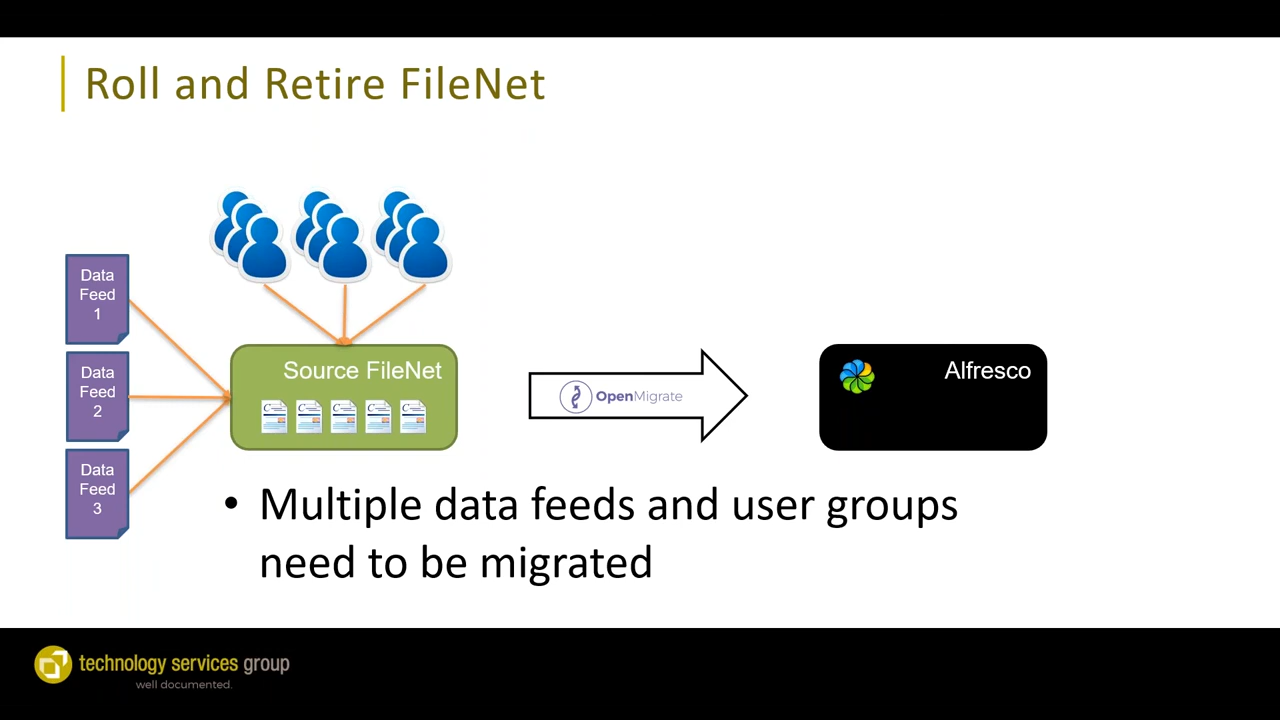 Roll and Retire FileNet
Data
Feed
1
Data
Feed
2
Data
Feed
3
Source FileNet
C
C
C
C
C
OpenMigrate
Alfresco
• Multiple data feeds and user groups
need to be migrated
technology services group
well documented.